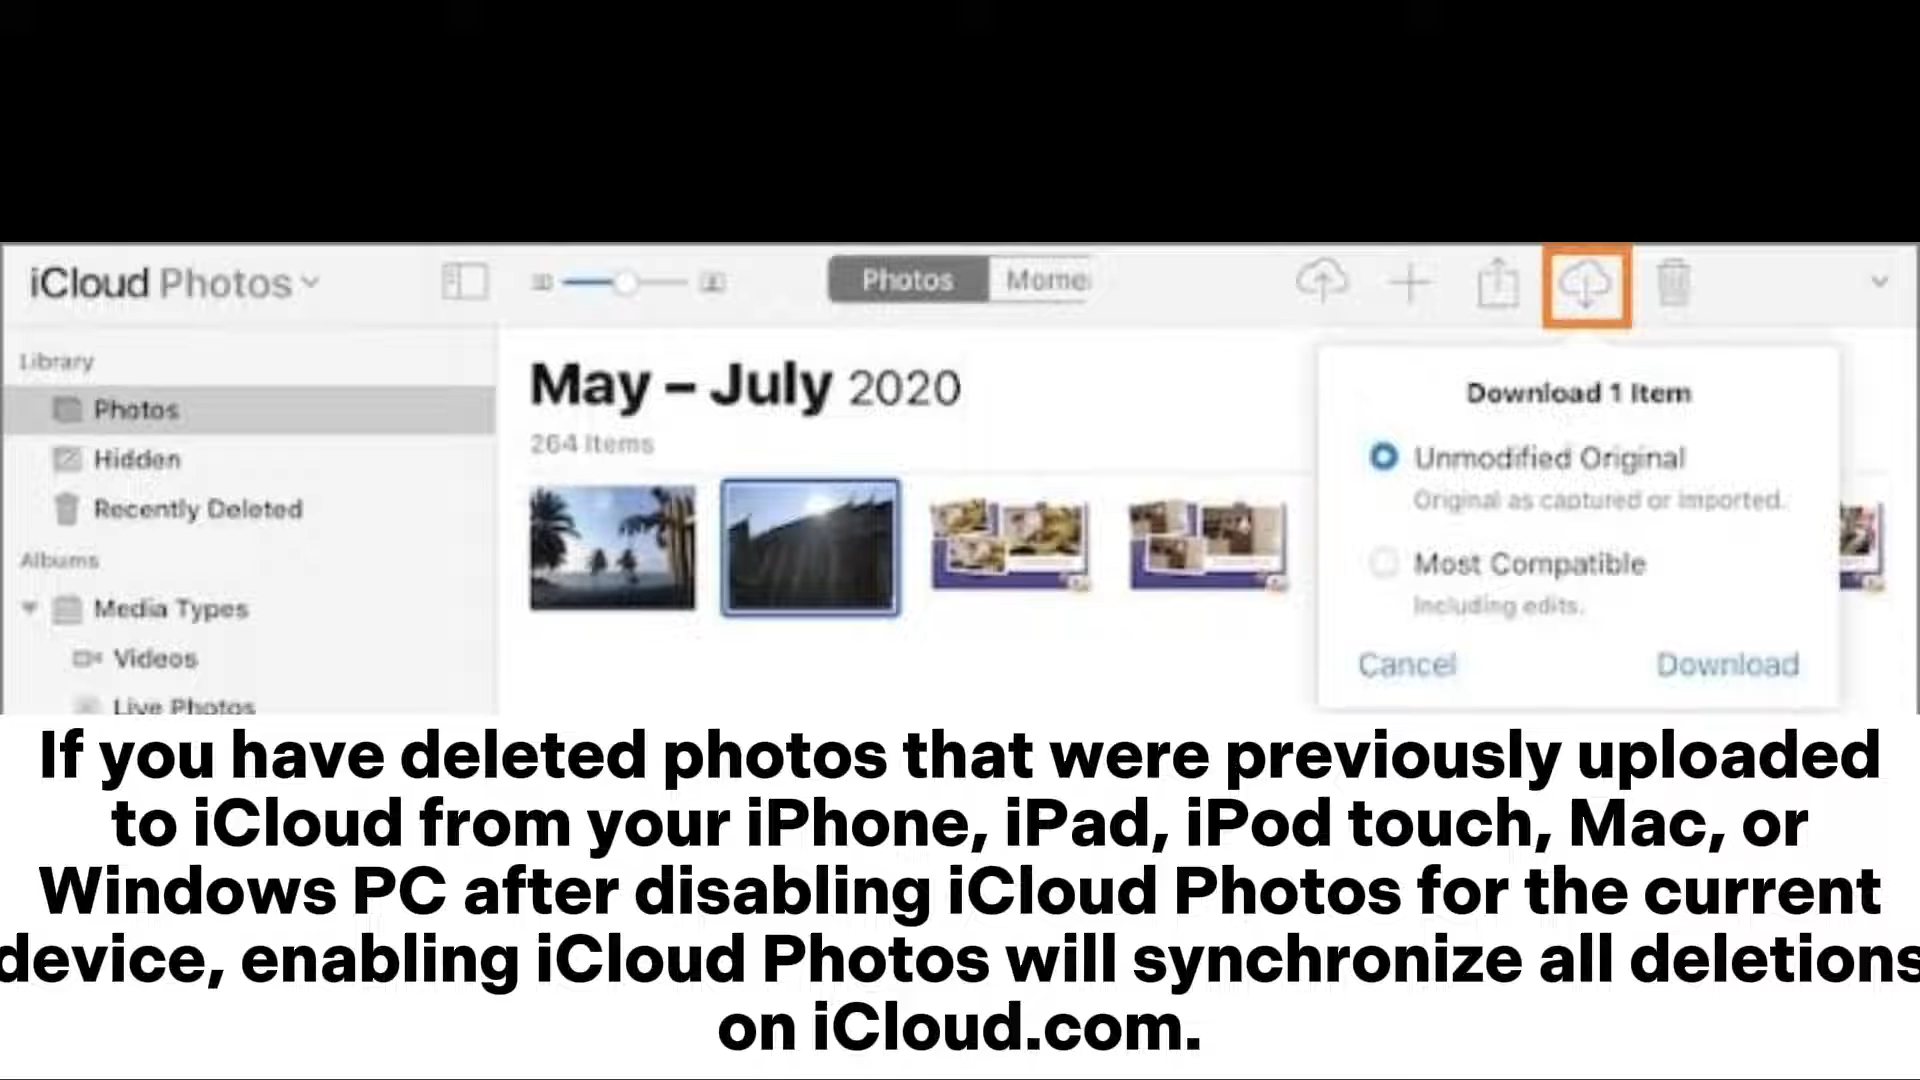 iCloud Photos
Photos
Mome
Library
Photos
Hidden
Recently Deleted
Albums
Media Types
Videos
Live Photos
May – July 2020
264 Items
Download 1 Item
Unmodified Original
Original as captured or imported.
Most Compatible
Including edits.
Cancel
Download
If you have deleted photos that were previously uploaded
to iCloud from your iPhone, iPad, iPod touch, Mac, or
Windows PC after disabling iCloud Photos for the current
device, enabling iCloud Photos will synchronize all deletions
on iCloud.com.